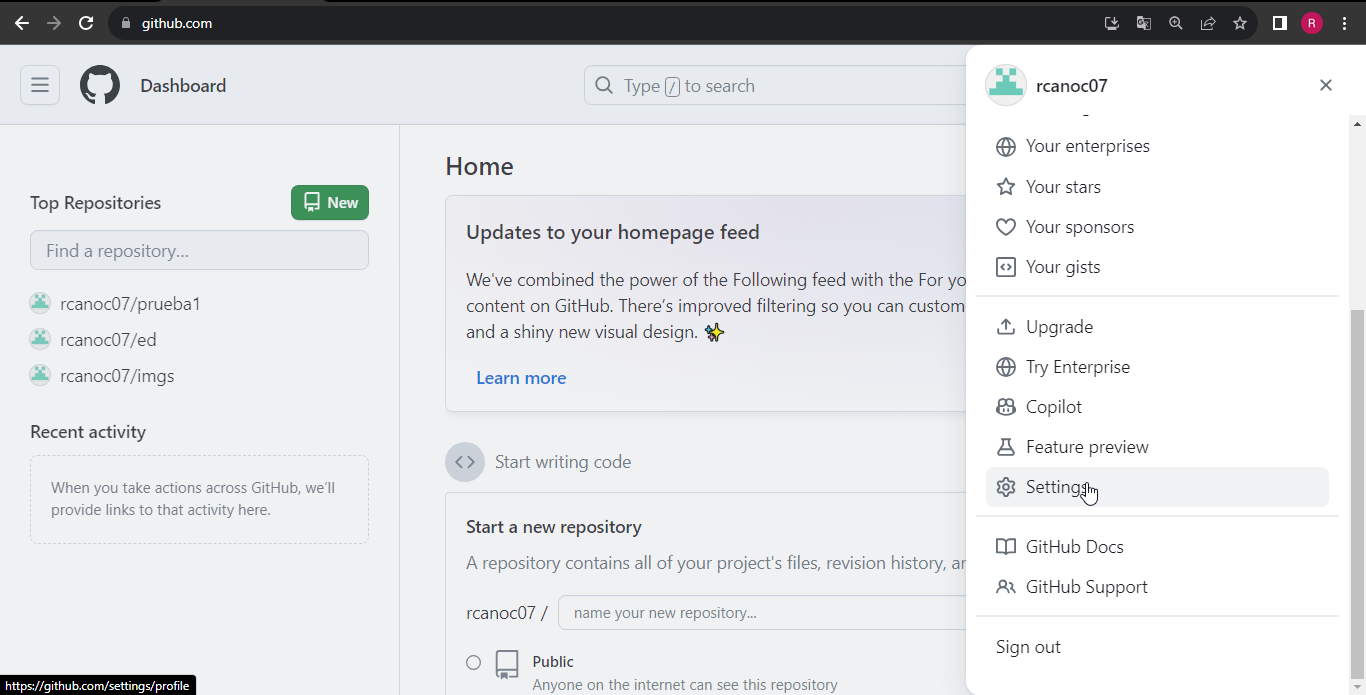 github.com
R
Dashboard
Type / to search
Top Repositories
New
Find a repository...
rcanoc07/prueba1
rcanoc07/ed
rcanoc07/imgs
Recent activity
When you take actions across GitHub, we'll
provide links to that activity here.
Home
Updates to your homepage feed
We've combined the power of the Following feed with the For yo
content on GitHub. There's improved filtering so you can custom
and a shiny new visual design. ✨
Learn more
Start writing code
Start a new repository
A repository contains all of your project's files, revision history, a
rcanoc07 /
name your new repository...
Public
Anyone on the internet can see this repository
rcanoc07
Your enterprises
Your stars
Your sponsors
Your gists
Upgrade
Try Enterprise
Copilot
Feature preview
Settings
GitHub Docs
GitHub Support
Sign out
https://github.com/settings/profile